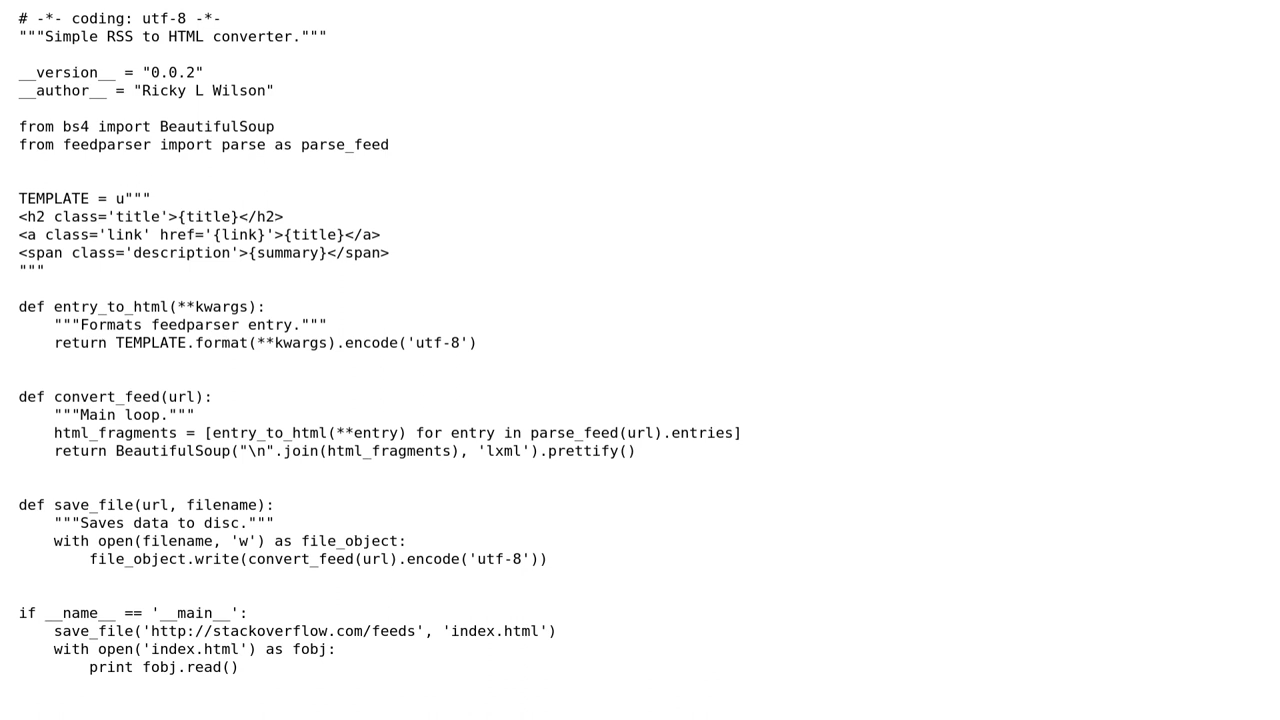 # -*- coding: utf-8 -*-
"""Simple RSS to HTML converter."""

__version__ = "0.0.2"
__author__ = "Ricky L Wilson"

from bs4 import BeautifulSoup
from feedparser import parse as parse_feed


TEMPLATE = u"""
<h2 class='title'>{title}</h2>
<a class='link' href='{link}'>{title}</a>
<span class='description'>{summary}</span>
"""

def entry_to_html(**kwargs):
    """Formats feedparser entry."""
    return TEMPLATE.format(**kwargs).encode('utf-8')


def convert_feed(url):
    """Main loop."""
    html_fragments = [entry_to_html(**entry) for entry in parse_feed(url).entries]
    return BeautifulSoup("\n".join(html_fragments), 'lxml').prettify()


def save_file(url, filename):
    """Saves data to disc."""
    with open(filename, 'w') as file_object:
        file_object.write(convert_feed(url).encode('utf-8'))


if __name__ == '__main__':
    save_file('http://stackoverflow.com/feeds', 'index.html')
    with open('index.html') as fobj:
        print fobj.read()